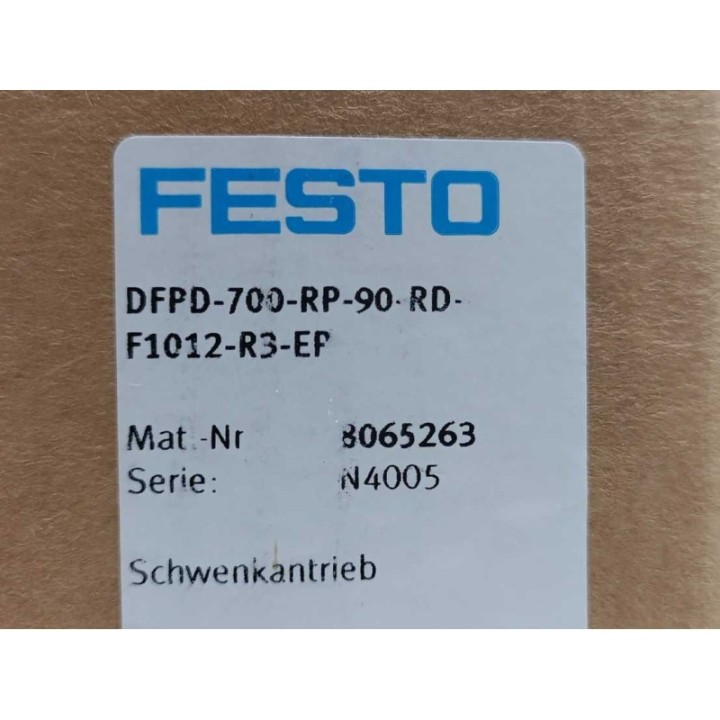 FESTO
DFPD-700-RP-90-RD-
F1012-R3-EP
Mat.-Nr 8065263
Serie: N4005
Schwenkantrieb